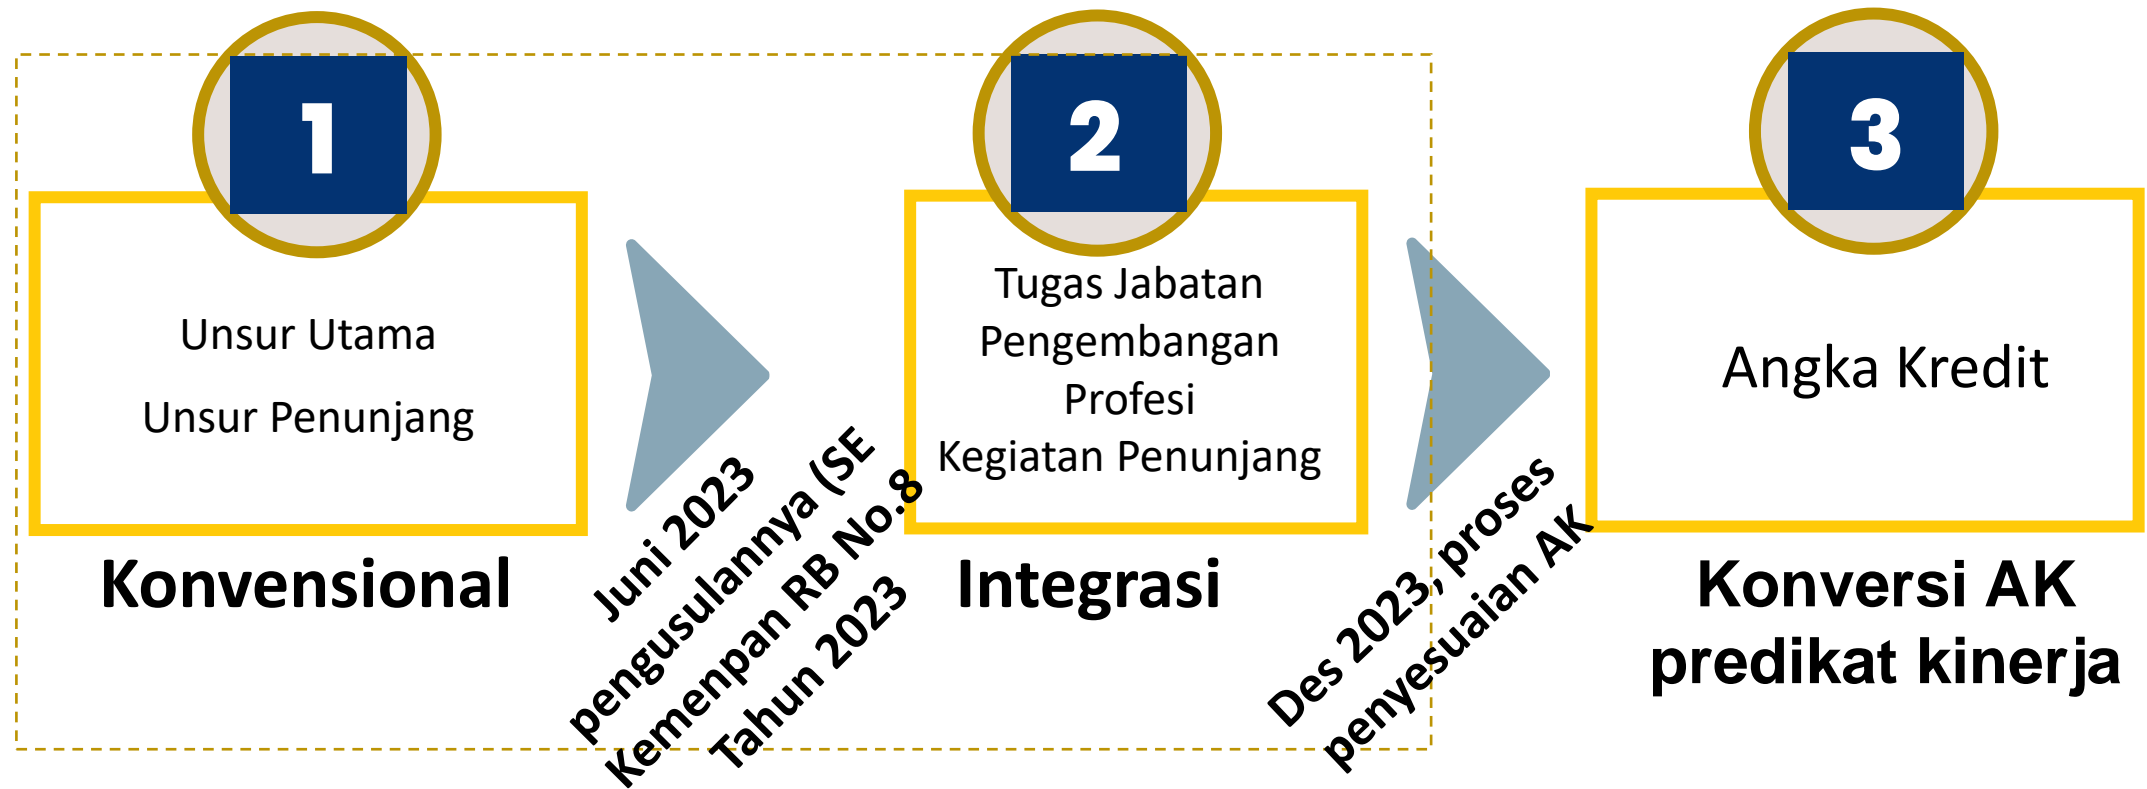 1
Unsur Utama
Unsur Penunjang
Konvensional
Juni 2023
pengusulannya (SE
Kemenpan RB No.8
Tahun 2023
2
Tugas Jabatan
Pengembangan
Profesi
Kegiatan Penunjang
Integrasi
Des 2023, proses
penyesuaian AK
3
Angka Kredit
Konversi AK
predikat kinerja